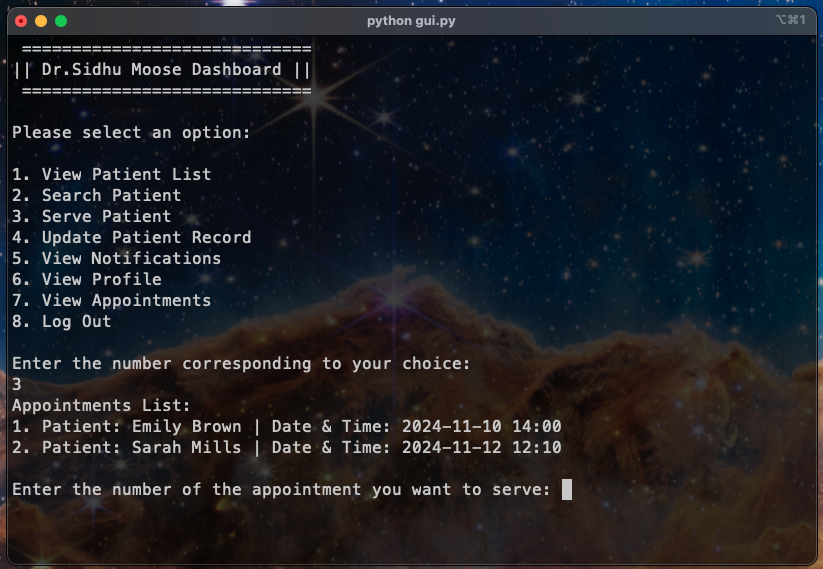 python gui.py
⌥⌘1
=============================
|| Dr.Sidhu Moose Dashboard ||
=============================
Please select an option:
1. View Patient List
2. Search Patient
3. Serve Patient
4. Update Patient Record
5. View Notifications
6. View Profile
7. View Appointments
8. Log Out
Enter the number corresponding to your choice:
3
Appointments List:
1. Patient: Emily Brown | Date & Time: 2024-11-10 14:00
2. Patient: Sarah Mills | Date & Time: 2024-11-12 12:10
Enter the number of the appointment you want to serve: